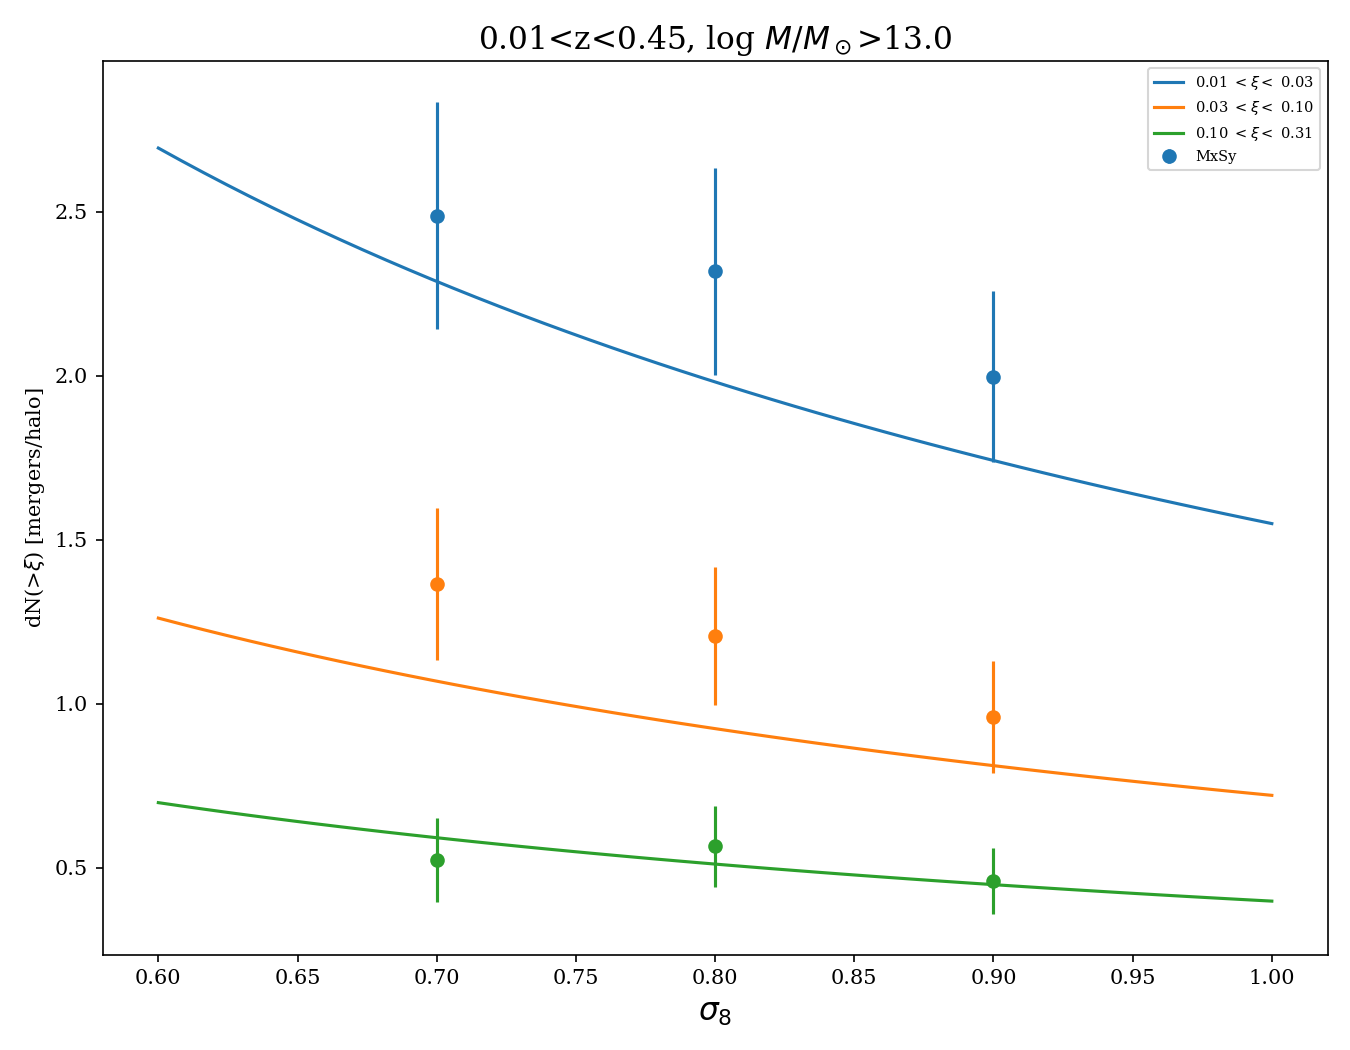 0.01<z<0.45, log M/M⊙>13.0
0.01 <ξ< 0.03
0.03 <ξ< 0.10
0.10 <ξ< 0.31
MxSy
dN(>ξ) [mergers/halo]
2.5
2.0
1.5
1.0
0.5
0.60 0.65 0.70 0.75 0.80 0.85 0.90 0.95 1.00
σ₈